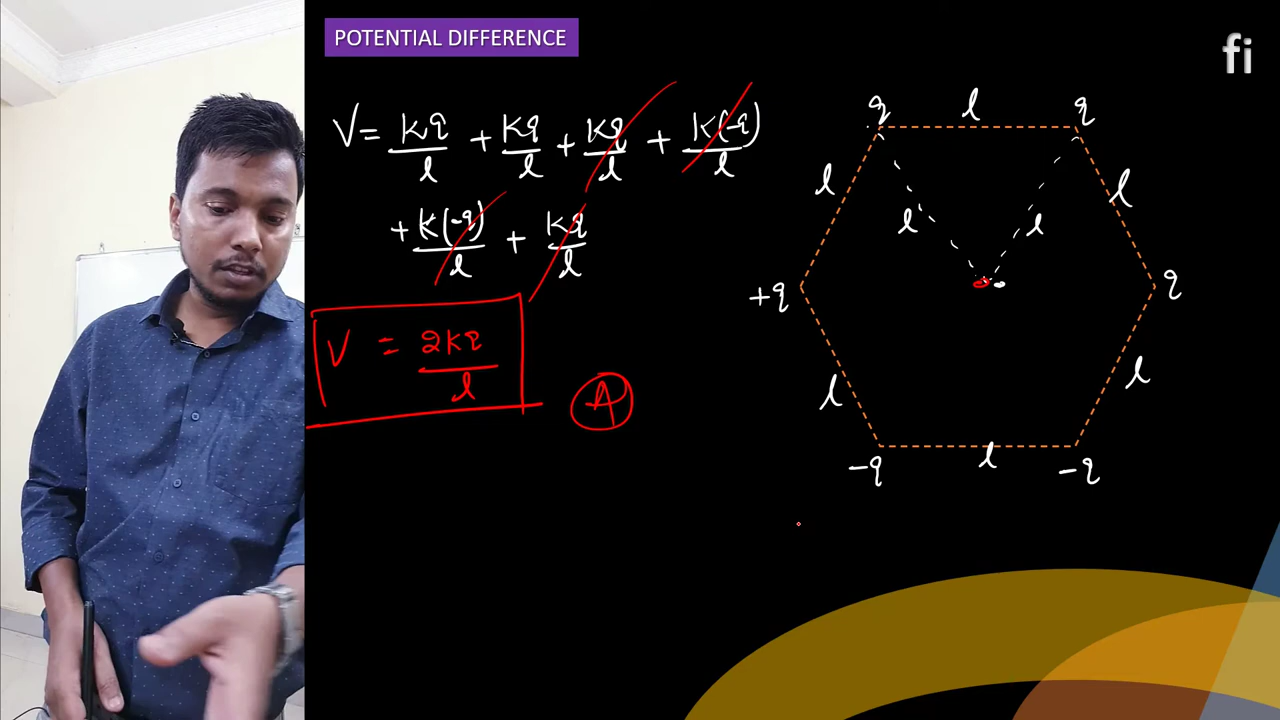 POTENTIAL DIFFERENCE
fi
V = kq/l + kq/l + kq/l + k(-q)/l
+ k(-q)/l + kq/l
V = 2kq/l
A
q l q
l l
l l
+q q
l l
-q l -q